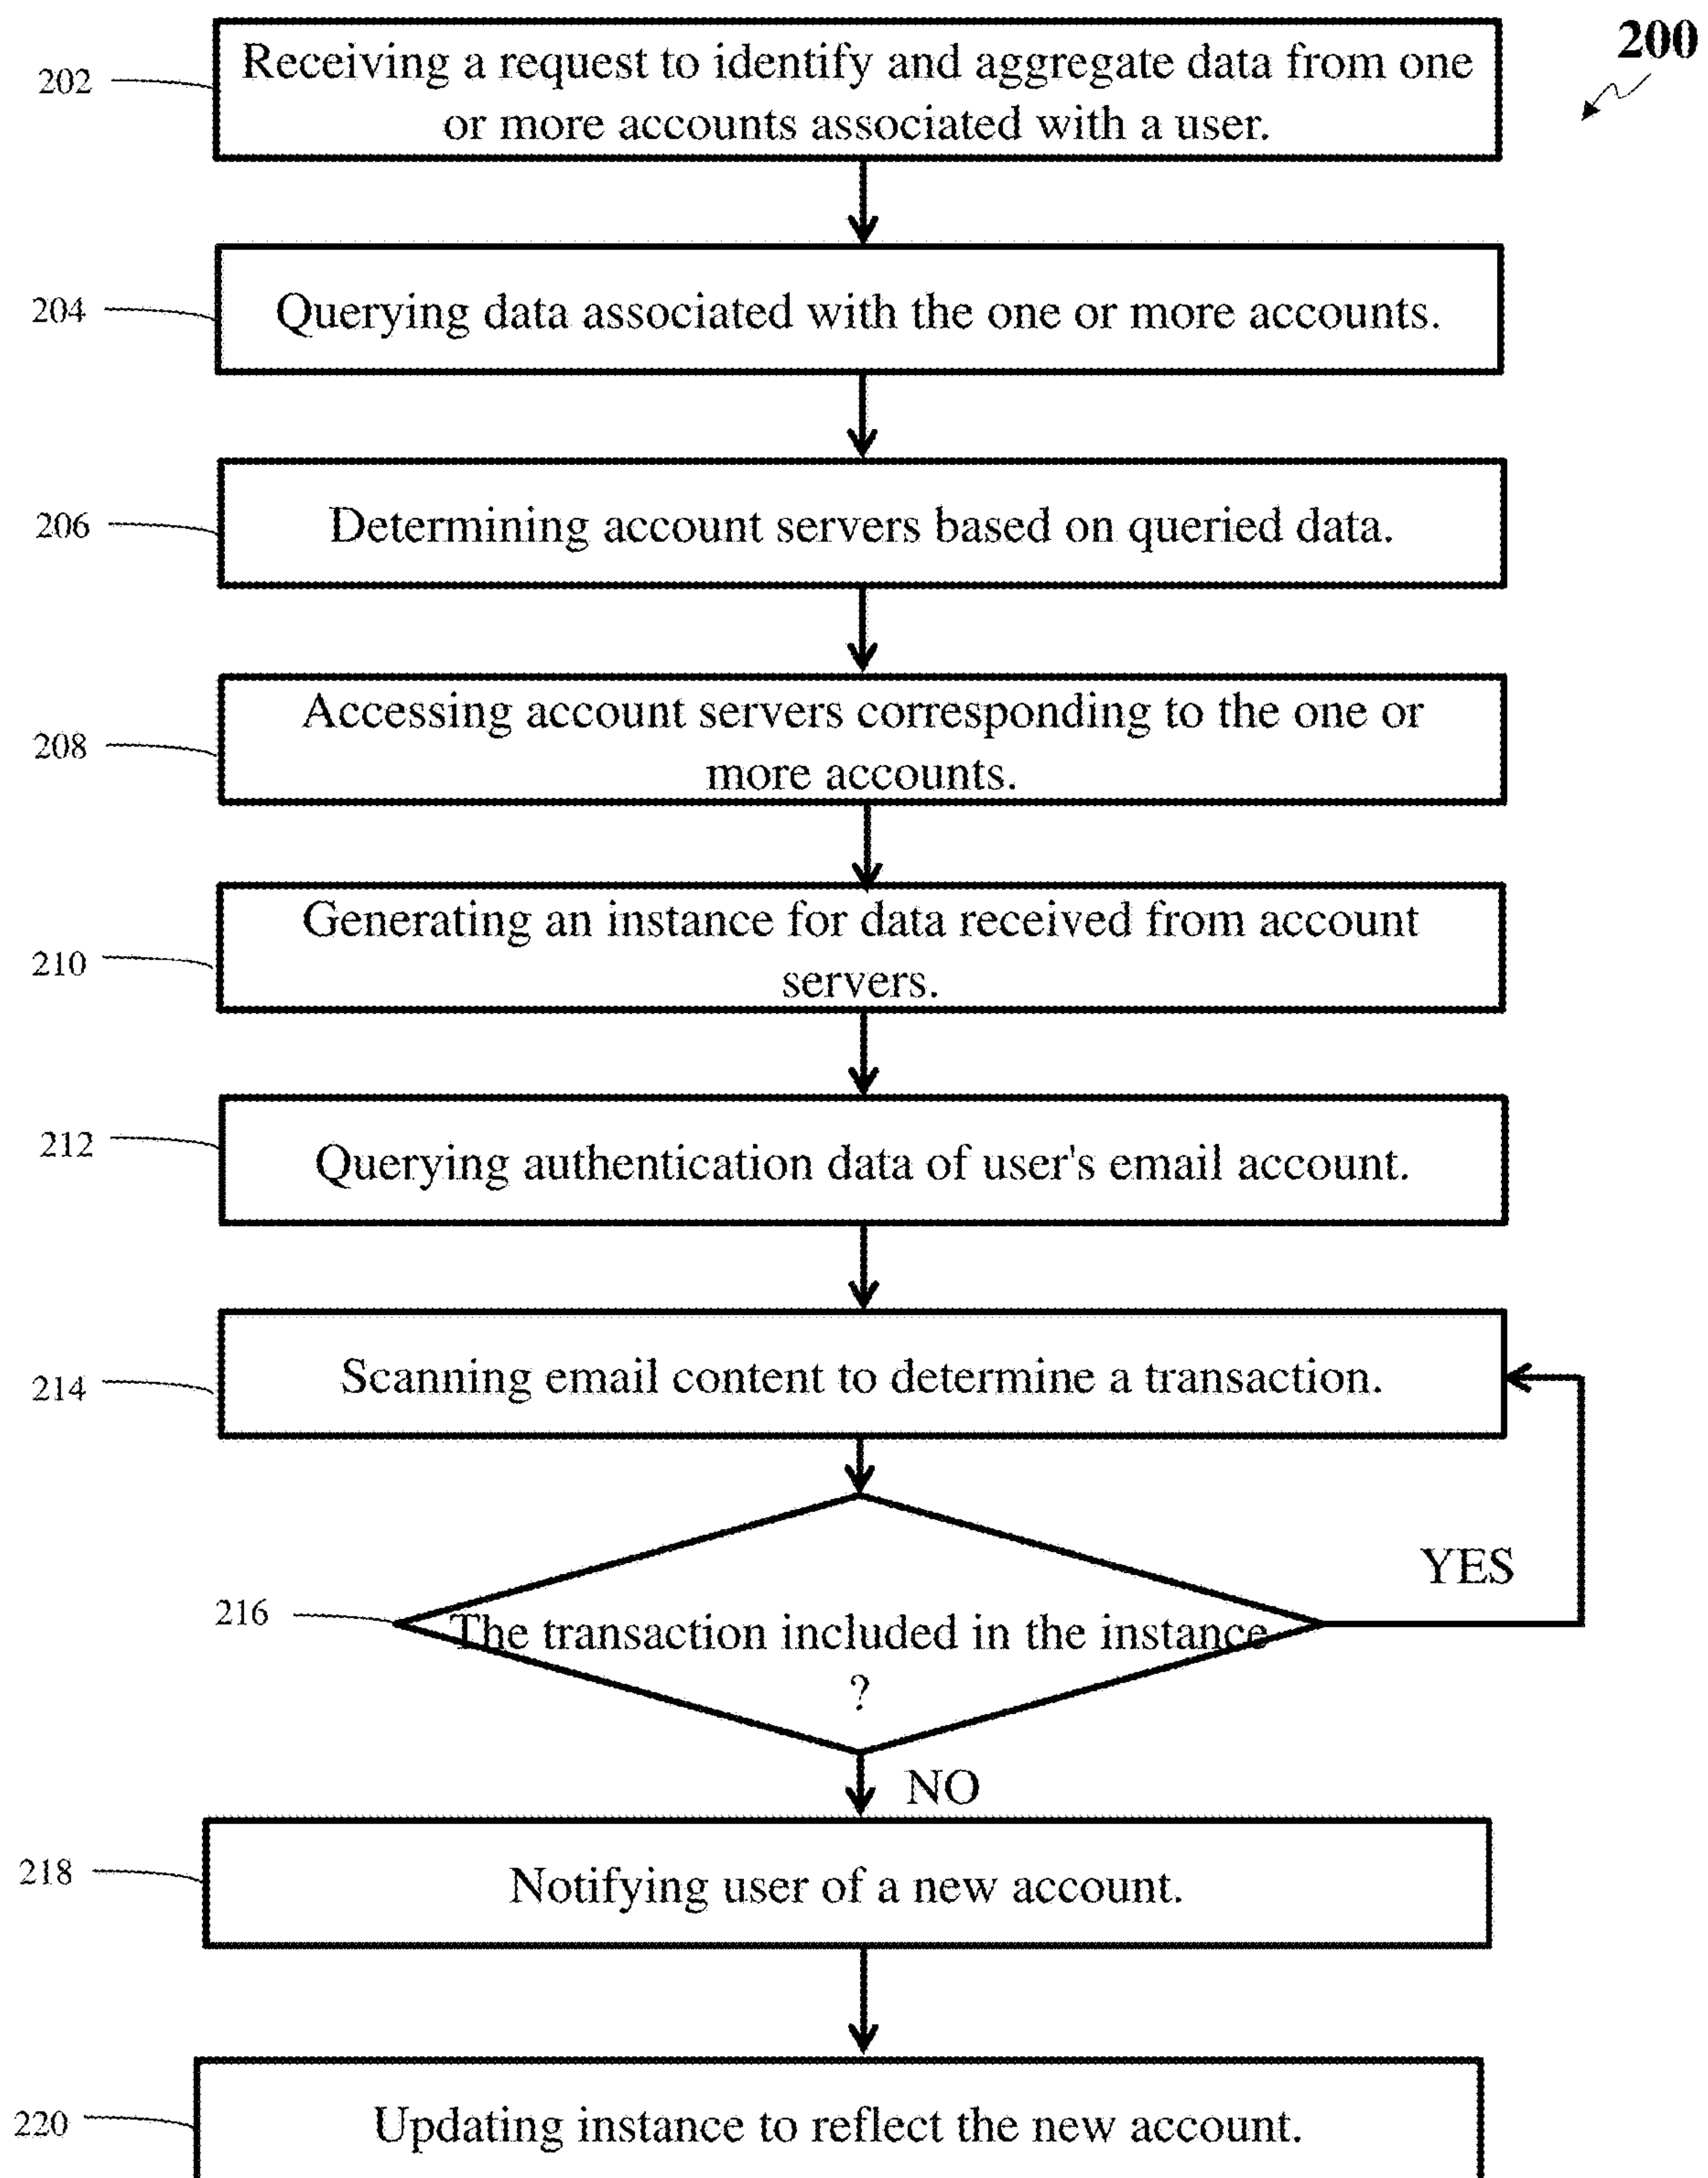 200
202
Receiving a request to identify and aggregate data from one
or more accounts associated with a user.
204
Querying data associated with the one or more accounts.
206
Determining account servers based on queried data.
208
Accessing account servers corresponding to the one or
more accounts.
210
Generating an instance for data received from account
servers.
212
Querying authentication data of user's email account.
214
Scanning email content to determine a transaction.
YES
216
The transaction included in the instance
?
NO
218
Notifying user of a new account.
220
Updating instance to reflect the new account.